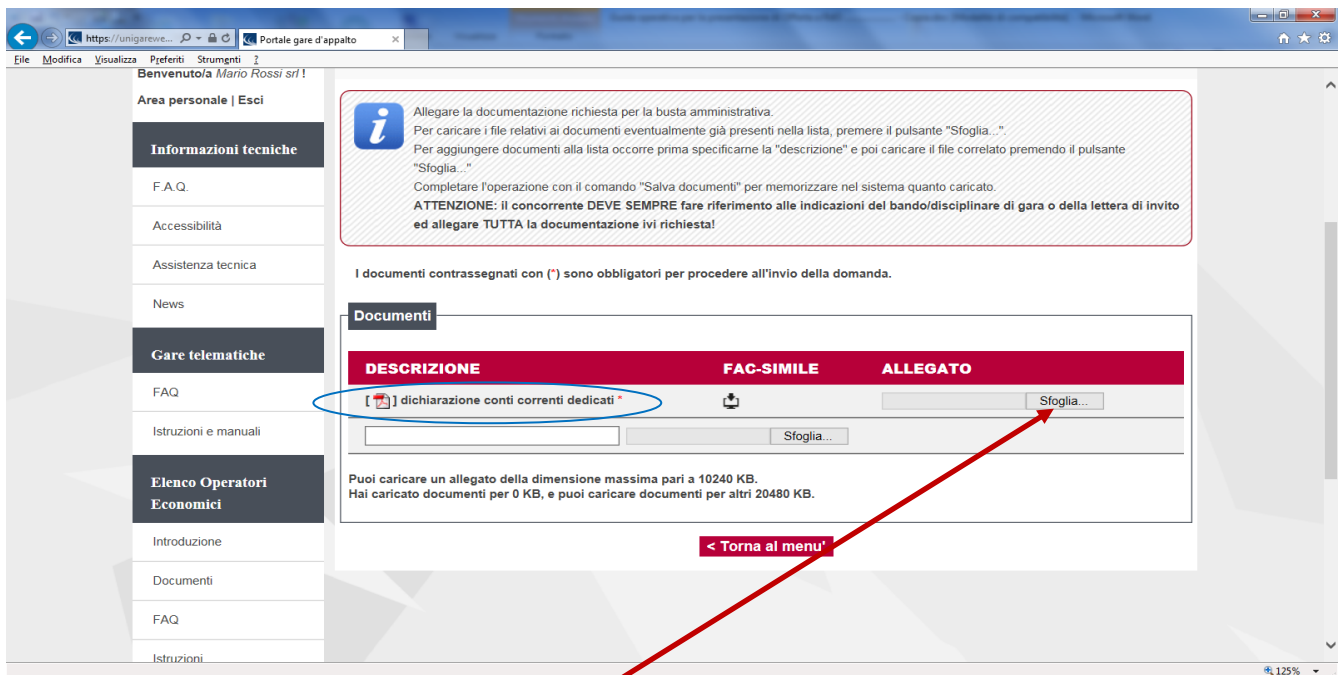 https://unigarewe...
Portale gare d'appalto
File Modifica Visualizza Preferiti Strumenti ?
Benvenuto/a Mario Rossi srl !
Area personale | Esci
Informazioni tecniche
F.A.Q.
Accessibilità
Assistenza tecnica
News
Gare telematiche
FAQ
Istruzioni e manuali
Elenco Operatori
Economici
Introduzione
Documenti
FAQ
Istruzioni
Allegare la documentazione richiesta per la busta amministrativa.
Per caricare i file relativi ai documenti eventualmente già presenti nella lista, premere il pulsante "Sfoglia...".
Per aggiungere documenti alla lista occorre prima specificarne la "descrizione" e poi caricare il file correlato premendo il pulsante
"Sfoglia..."
Completare l'operazione con il comando "Salva documenti" per memorizzare nel sistema quanto caricato.
ATTENZIONE: il concorrente DEVE SEMPRE fare riferimento alle indicazioni del bando/disciplinare di gara o della lettera di invito
ed allegare TUTTA la documentazione ivi richiesta!
I documenti contrassegnati con (*) sono obbligatori per procedere all'invio della domanda.
Documenti
DESCRIZIONE FAC-SIMILE ALLEGATO
[ ] dichiarazione conti correnti dedicati * Sfoglia...
Sfoglia...
Puoi caricare un allegato della dimensione massima pari a 10240 KB.
Hai caricato documenti per 0 KB, e puoi caricare documenti per altri 20480 KB.
< Torna al menu'
125%